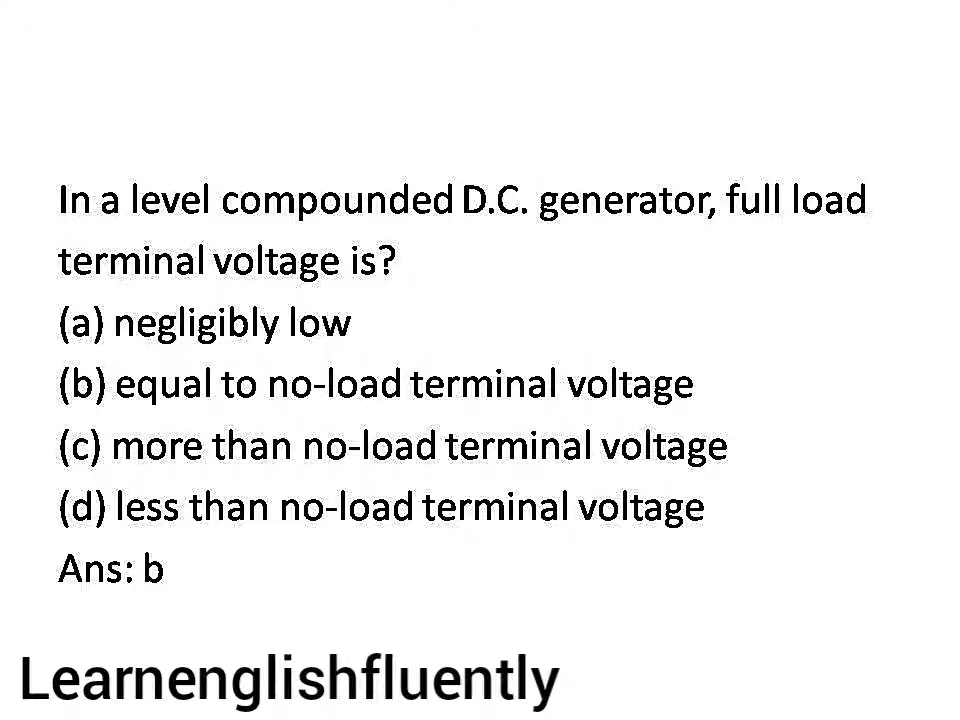 In a level compounded D.C. generator, full load
terminal voltage is?
(a) negligibly low
(b) equal to no-load terminal voltage
(c) more than no-load terminal voltage
(d) less than no-load terminal voltage
Ans: b
Learnenglishfluently